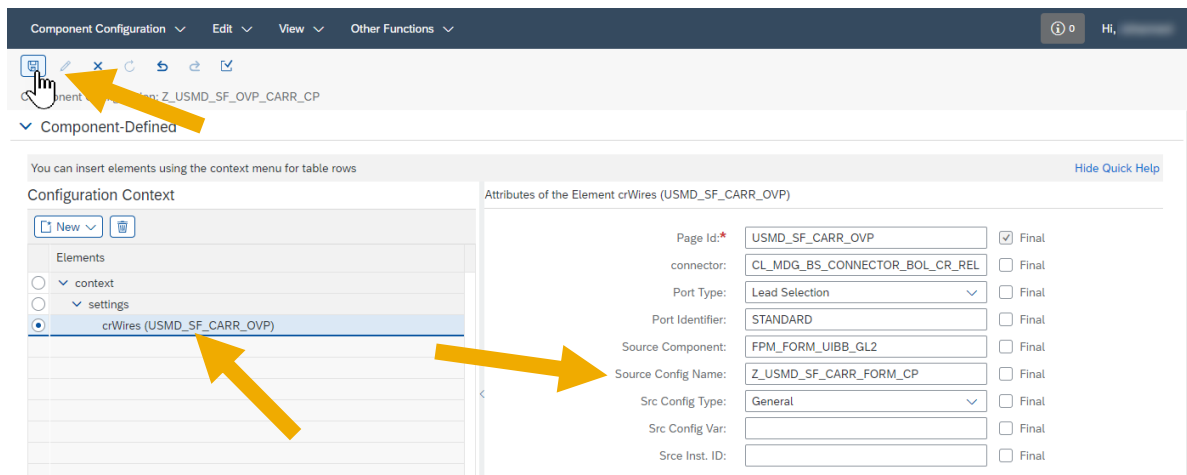 Component Configuration Edit View Other Functions 0 Hi,
Z_USMD_SF_OVP_CARR_CP
Component-Defined
You can insert elements using the context menu for table rows Hide Quick Help
Configuration Context Attributes of the Element crWires (USMD_SF_CARR_OVP)
New
Elements
context
settings
crWires (USMD_SF_CARR_OVP)
Page Id:* USMD_SF_CARR_OVP Final
connector: CL_MDG_BS_CONNECTOR_BOL_CR_REL Final
Port Type: Lead Selection Final
Port Identifier: STANDARD Final
Source Component: FPM_FORM_UIBB_GL2 Final
Source Config Name: Z_USMD_SF_CARR_FORM_CP Final
Src Config Type: General Final
Src Config Var: Final
Srce Inst. ID: Final